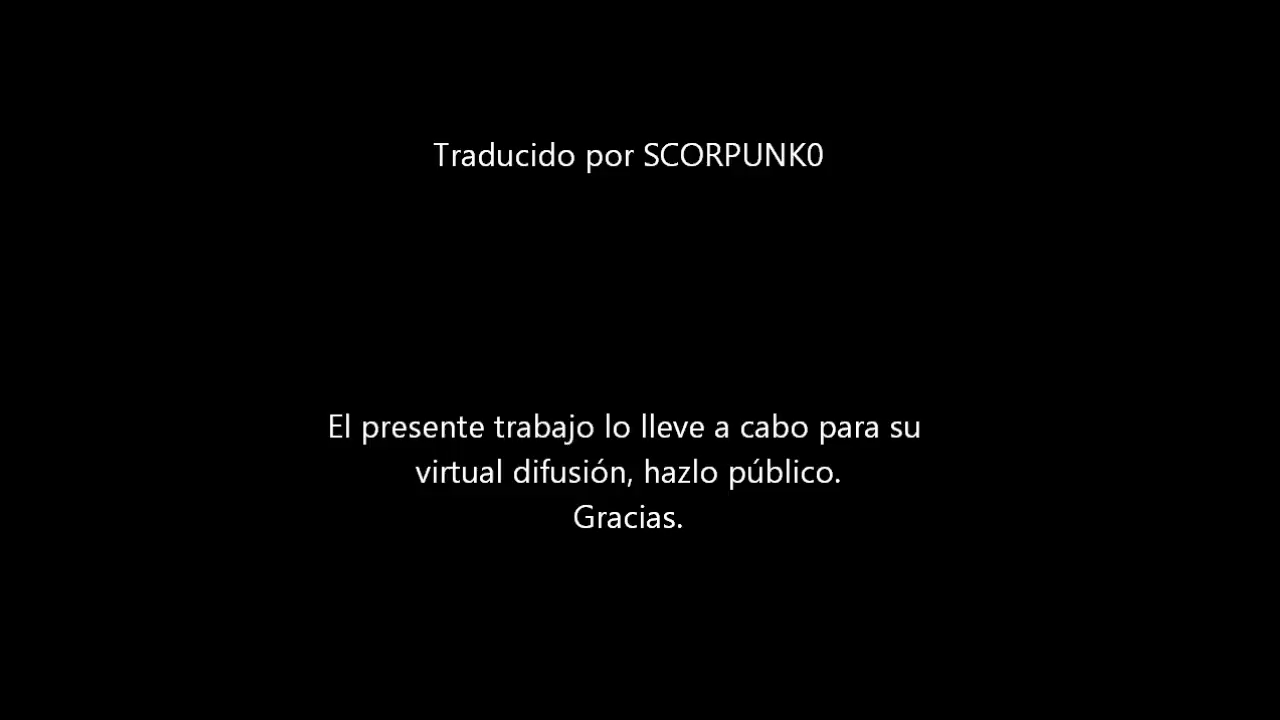 Traducido por SCORPUNK0
El presente trabajo lo lleve a cabo para su
virtual difusión, hazlo público.
Gracias.